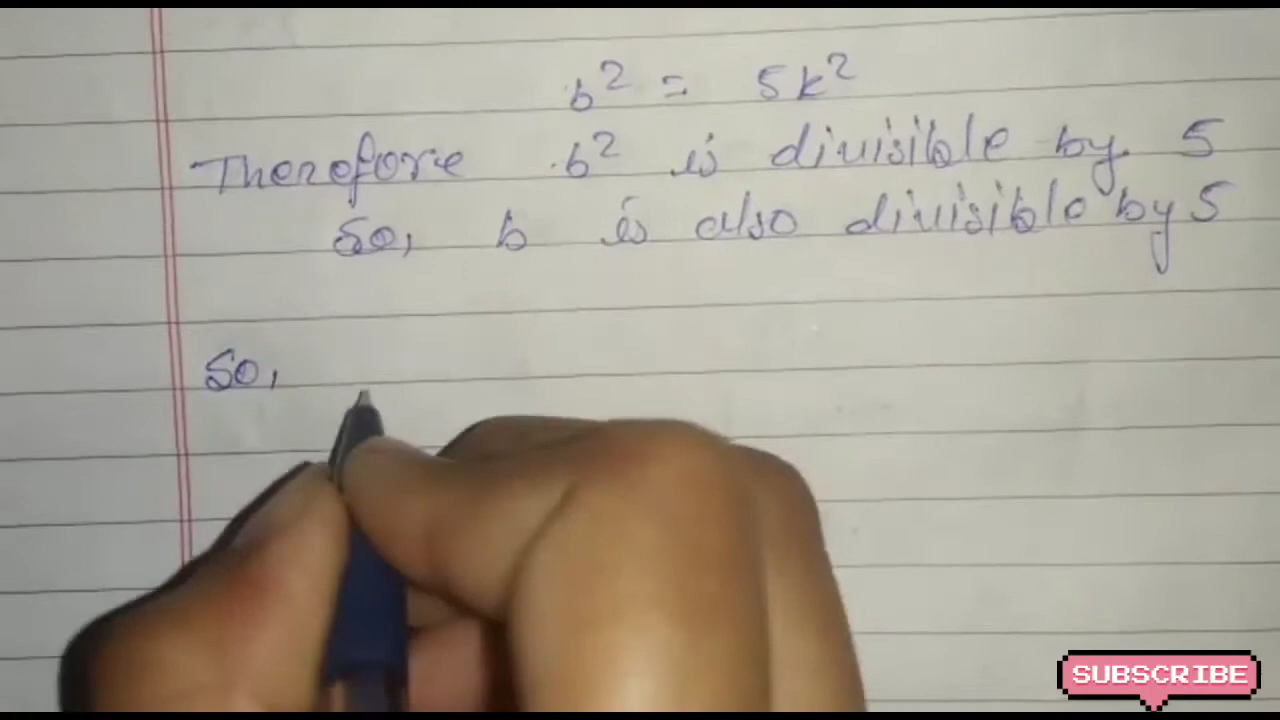 b² = 5k²
Therefore b² is divisible by 5
So, b is also divisible by 5
So,
SUBSCRIBE